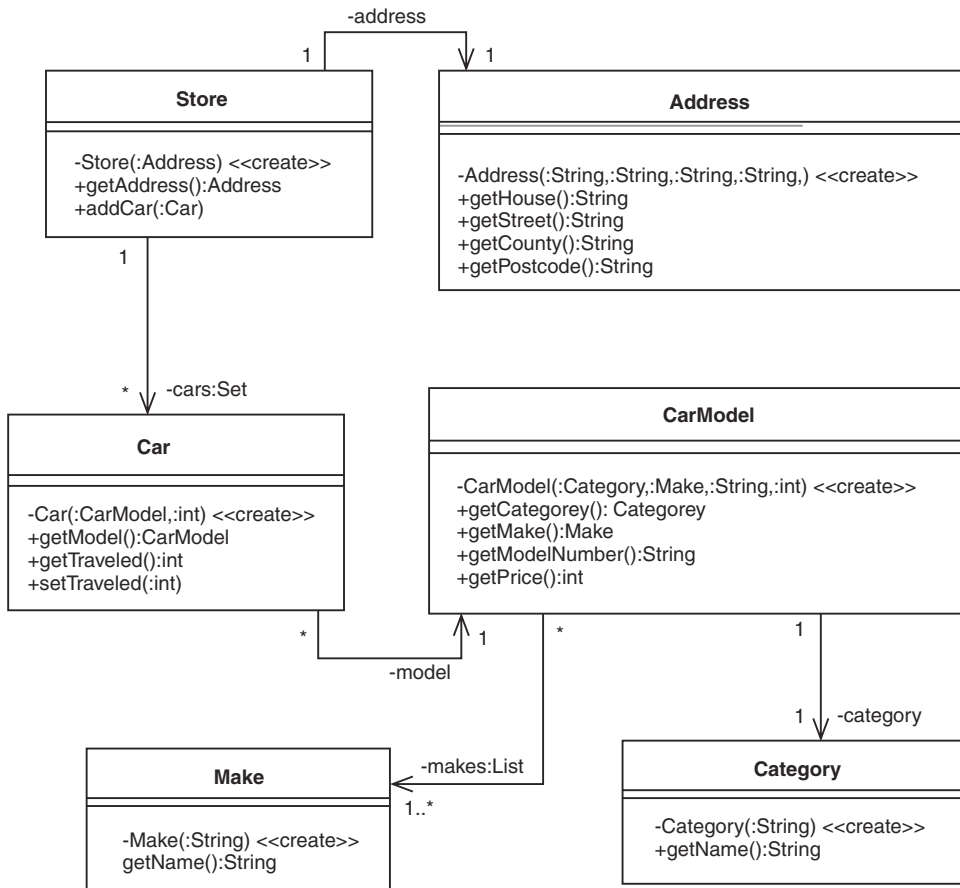 -address
1
1
Store
-Store(:Address) <<create>>
+getAddress():Address
+addCar(:Car)
Address
-Address(:String,:String,:String,:String,) <<create>>
+getHouse():String
+getStreet():String
+getCounty():String
+getPostcode():String
1
* -cars:Set
Car
-Car(:CarModel,:int) <<create>>
+getModel():CarModel
+getTraveled():int
+setTraveled(:int)
CarModel
-CarModel(:Category,:Make,:String,:int) <<create>>
+getCategorey(): Categorey
+getMake():Make
+getModelNumber():String
+getPrice():int
*
1
-model
*
1
1 -category
-makes:List
1..*
Make
-Make(:String) <<create>>
getName():String
Category
-Category(:String) <<create>>
+getName():String